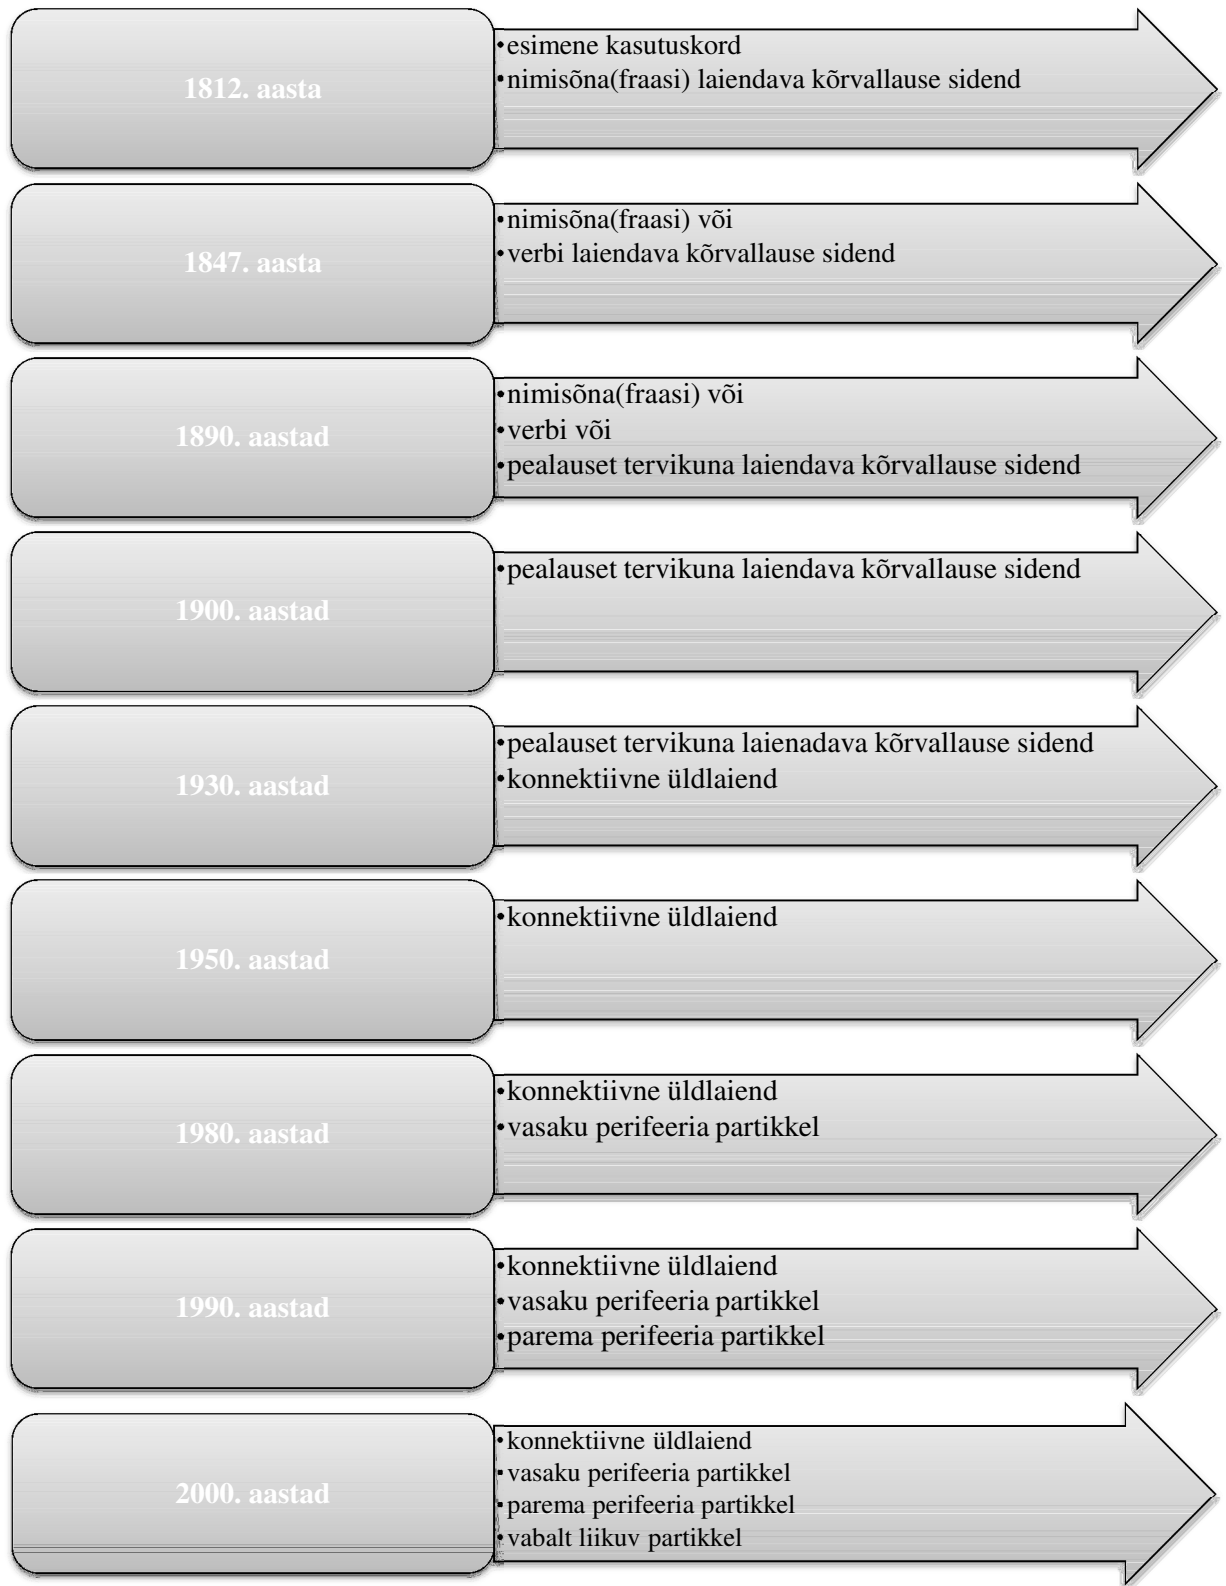 1812. aasta
•esimene kasutuskord
•nimisõna(fraasi) laiendava kõrvallause sidend
1847. aasta
•nimisõna(fraasi) või
•verbi laiendava kõrvallause sidend
1890. aastad
•nimisõna(fraasi) või
•verbi või
•pealauset tervikuna laiendava kõrvallause sidend
1900. aastad
•pealauset tervikuna laiendava kõrvallause sidend
1930. aastad
•pealauset tervikuna laienadava kõrvallause sidend
•konnektiivne üldlaiend
1950. aastad
•konnektiivne üldlaiend
1980. aastad
•konnektiivne üldlaiend
•vasaku perifeeria partikkel
1990. aastad
•konnektiivne üldlaiend
•vasaku perifeeria partikkel
•parema perifeeria partikkel
2000. aastad
•konnektiivne üldlaiend
•vasaku perifeeria partikkel
•parema perifeeria partikkel
•vabalt liikuv partikkel